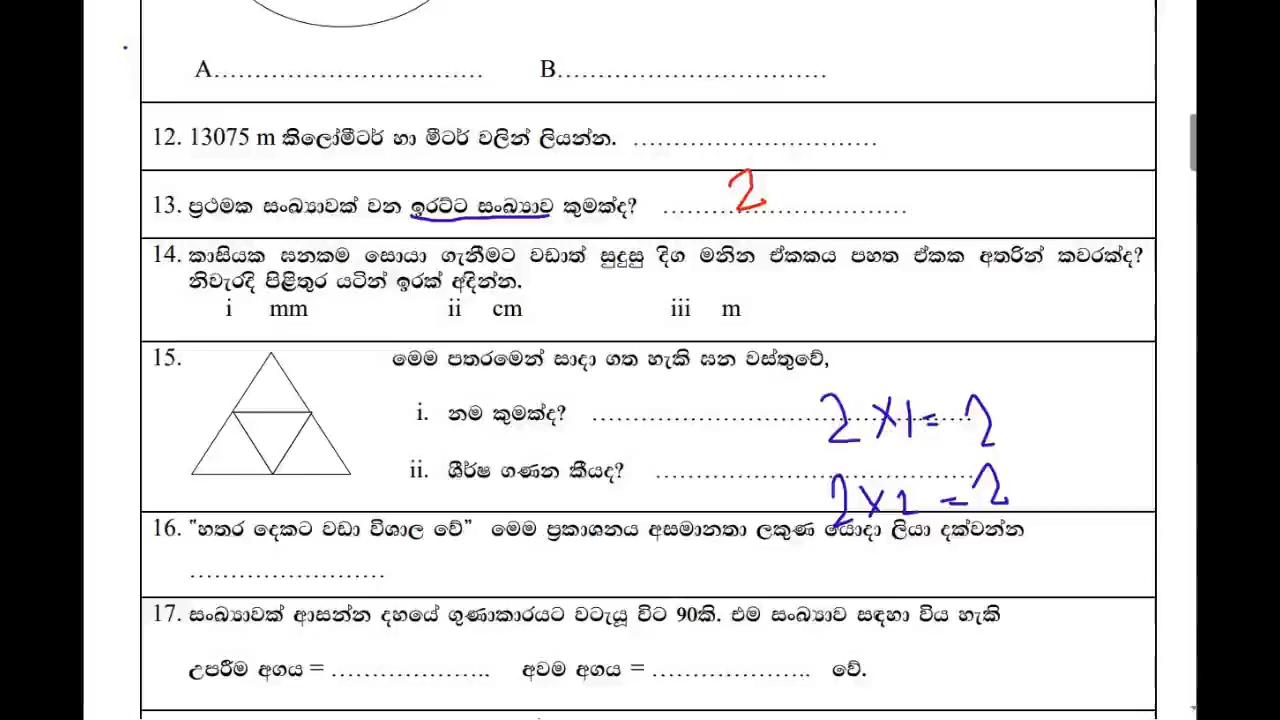 A................................ B................................
12. 13075 m කිලෝමීටර් හා මීටර් වලින් ලියන්න. ..............................
13. ප්‍රථමක සංඛ්‍යාවක් වන ඉරට්ට සංඛ්‍යාව කුමක්ද? .............................. 2
14. කාසියක ඝනකම සොයා ගැනීමට වඩාත් සුදුසු දිග මනින ඒකකය පහත ඒකක අතරින් කවරක්ද?
නිවැරදි පිළිතුර යටින් ඉරක් අදින්න.
i mm ii cm iii m
15. මෙම පතරමෙන් සාදා ගත හැකි ඝන වස්තුවේ,
i. නම කුමක්ද? .............................................. 2 × 1 = 2
ii. ශීර්ෂ ගණන කීයද? ....................................... 2 × 2 = 2
16. "හතර දෙකට වඩා විශාල වේ" මෙම ප්‍රකාශනය අසමානතා ලකුණ යොදා ලියා දක්වන්න
........................
17. සංඛ්‍යාවක් ආසන්න දහයේ ගුණාකාරයට වටැයූ විට 90කි. එම සංඛ්‍යාව සඳහා විය හැකි
උපරීම අගය = ...................., අවම අගය = ...................., වේ.